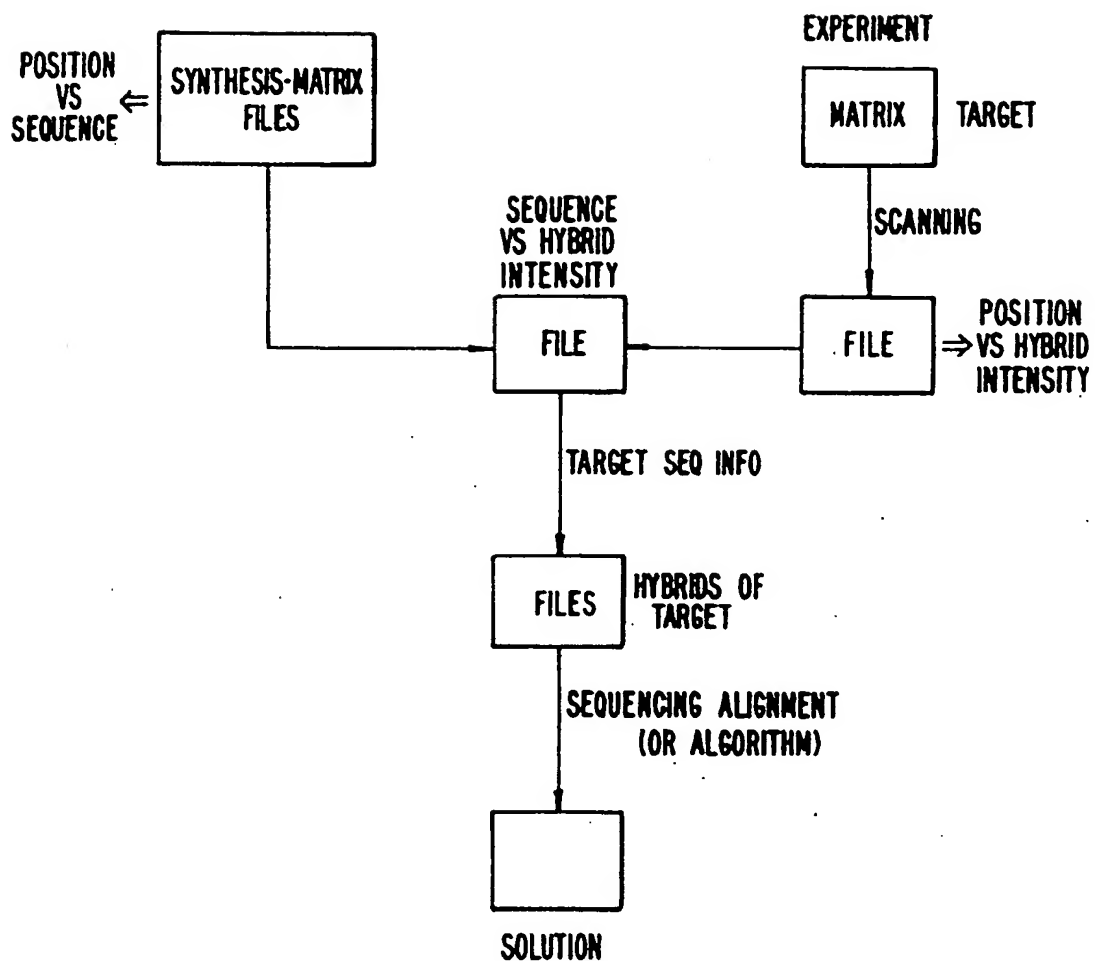 EXPERIMENT
POSITION
VS
SEQUENCE
⇐
SYNTHESIS-MATRIX
FILES
MATRIX
TARGET
SCANNING
SEQUENCE
VS HYBRID
INTENSITY
FILE
FILE
⇒
POSITION
VS HYBRID
INTENSITY
TARGET SEQ INFO
FILES
HYBRIDS OF
TARGET
SEQUENCING ALIGNMENT
(OR ALGORITHM)
SOLUTION